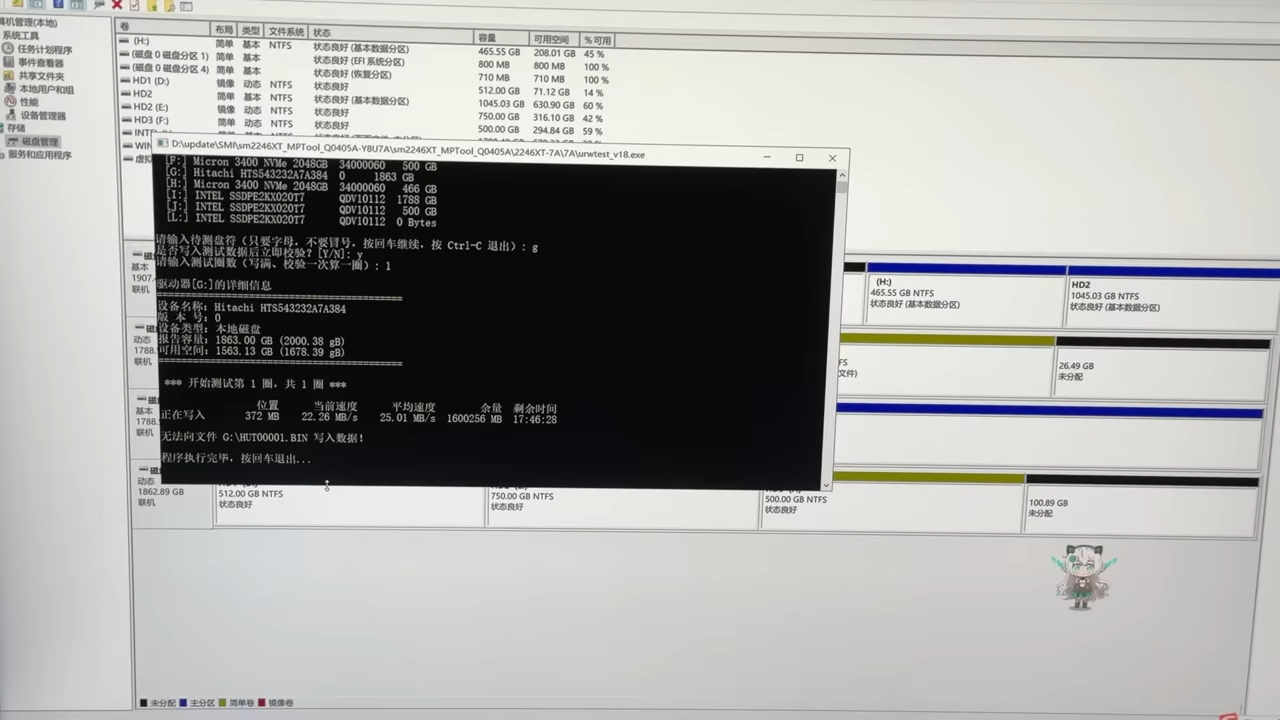 算机管理(本地)
系统工具
任务计划程序
事件查看器
共享文件夹
本地用户和组
性能
设备管理器
存储
磁盘管理
服务和应用程序
卷 布局 类型 文件系统 状态 容量 可用空间 % 可用
(H:) 简单 基本 NTFS 状态良好 (基本数据分区) 465.55 GB 208.01 GB 45 %
(磁盘 0 磁盘分区 1) 简单 基本 状态良好 (EFI 系统分区) 800 MB 800 MB 100 %
(磁盘 0 磁盘分区 4) 简单 基本 状态良好 (恢复分区) 710 MB 710 MB 100 %
HD1 (D:) 镜像 动态 NTFS 状态良好 512.00 GB 71.12 GB 14 %
HD2 简单 基本 NTFS 状态良好 (基本数据分区) 1045.03 GB 630.90 GB 60 %
HD2 (E:) 镜像 动态 NTFS 状态良好 750.00 GB 316.10 GB 42 %
HD3 (F:) 简单 动态 NTFS 状态良好 500.00 GB 294.84 GB 59 %
D:\update\SMI\sm2246XT_MPTool_Q0405A-Y8U7A\sm2246XT_MPTool_Q0405A\2246XT-7A\7A\urwtest_v18.exe
[F:] Micron 3400 NVMe 2048GB 34000060 500 GB
[G:] Hitachi HTS543232A7A384 0 1863 GB
[H:] Micron 3400 NVMe 2048GB 34000060 466 GB
[I:] INTEL SSDPE2KX020T7 QDV10112 1788 GB
[J:] INTEL SSDPE2KX020T7 QDV10112 500 GB
[L:] INTEL SSDPE2KX020T7 QDV10112 0 Bytes
请输入待测盘符（只要字母，不要冒号，按回车继续，按 Ctrl-C 退出）: g
是否写入测试数据后立即校验? [Y/N]: y
请输入测试圈数（写满、校验一次算一圈）: 1
驱动器[G:]的详细信息
==========================================
设备名称: Hitachi HTS543232A7A384
版 本 号: 0
设备类型: 本地磁盘
报告容量: 1863.00 GB (2000.38 gB)
可用空间: 1563.13 GB (1678.39 gB)
==========================================
*** 开始测试第 1 圈，共 1 圈 ***
位置 当前速度 平均速度 余量 剩余时间
正在写入 372 MB 22.26 MB/s 25.01 MB/s 1600256 MB 17:46:28
无法向文件 G:\HUT00001.BIN 写入数据!
程序执行完毕，按回车退出...
基本
1907.
联机
(H:)
465.55 GB NTFS
状态良好 (基本数据分区)
HD2
1045.03 GB NTFS
状态良好 (基本数据分区)
动态
1788.
联机
26.49 GB
未分配
基本
1788.
联机
动态
1862.89 GB
联机
512.00 GB NTFS
状态良好
750.00 GB NTFS
状态良好
500.00 GB NTFS
状态良好
100.89 GB
未分配
未分配 主分区 简单卷 镜像卷